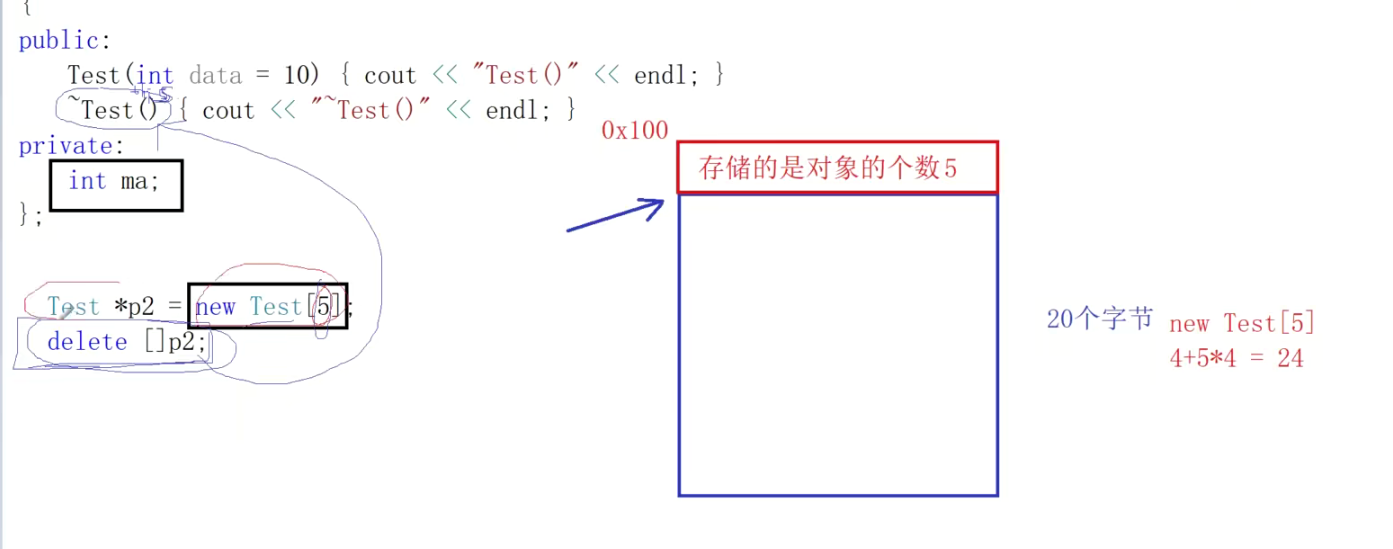 {
public:
Test(int data = 10) { cout << "Test()" << endl; }
this
~Test() { cout << "~Test()" << endl; }
private:
int ma;
};
Test *p2 = new Test[5];
delete []p2;
0x100
存储的是对象的个数5
20个字节 new Test[5]
4+5*4 = 24